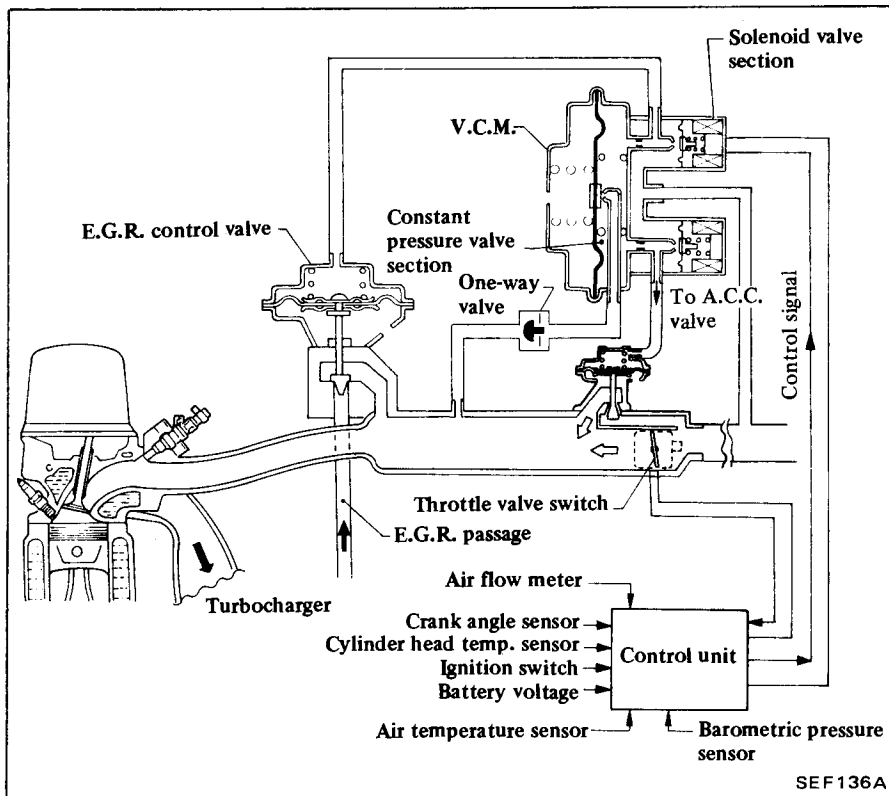 Solenoid valve
section
V.C.M.
E.G.R. control valve
Constant
pressure valve
section
One-way
valve
To A.C.C.
valve
Control signal
Throttle valve switch
E.G.R. passage
Turbocharger
Air flow meter
Crank angle sensor
Cylinder head temp. sensor
Ignition switch
Battery voltage
Control unit
Air temperature sensor
Barometric pressure
sensor
SEF136A